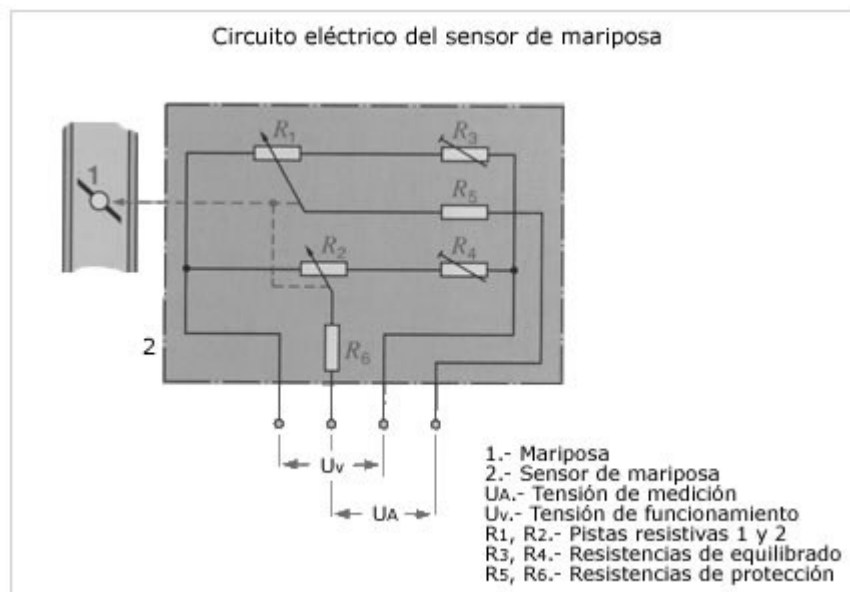 Circuito eléctrico del sensor de mariposa
1
R1
R3
R5
R2
R4
2
R6
Uv
UA
1.- Mariposa
2.- Sensor de mariposa
UA.- Tensión de medición
Uv.- Tensión de funcionamiento
R1, R2.- Pistas resistivas 1 y 2
R3, R4.- Resistencias de equilibrado
R5, R6.- Resistencias de protección